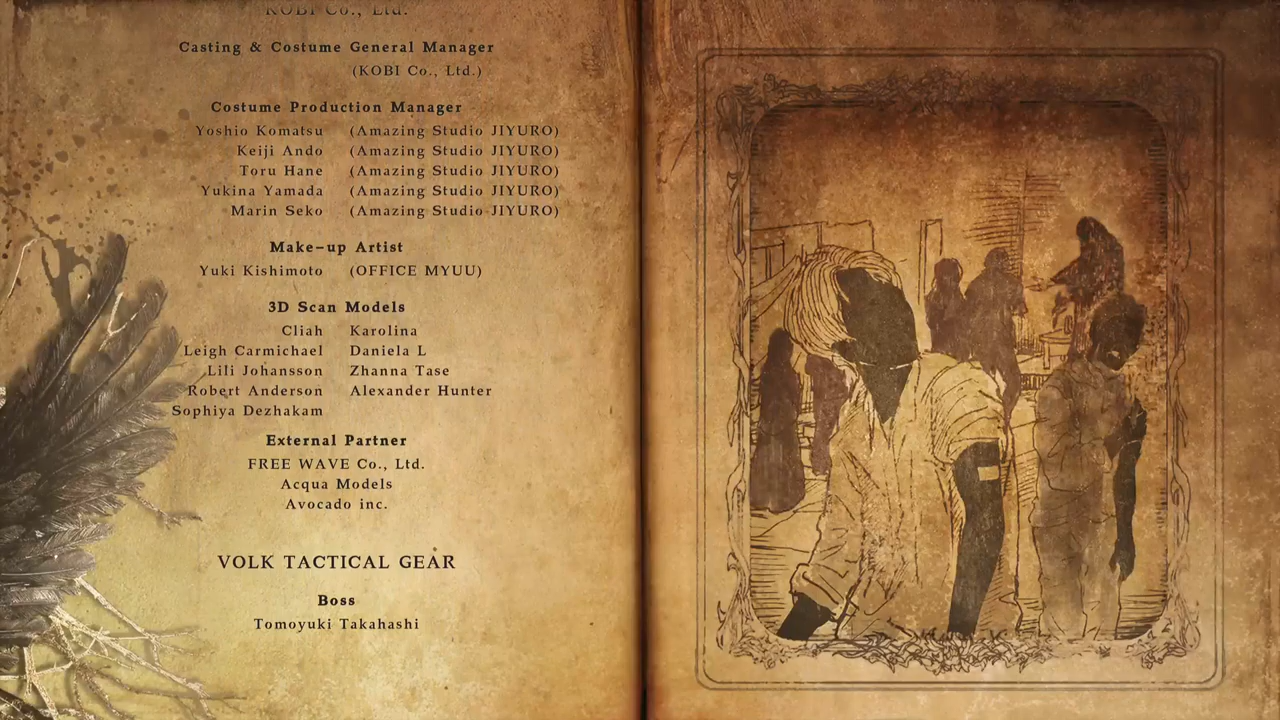 KOBI Co., Ltd.
Casting & Costume General Manager
(KOBI Co., Ltd.)
Costume Production Manager
Yoshio Komatsu (Amazing Studio JIYURO)
Keiji Ando (Amazing Studio JIYURO)
Toru Hane (Amazing Studio JIYURO)
Yukina Yamada (Amazing Studio JIYURO)
Marin Seko (Amazing Studio JIYURO)
Make-up Artist
Yuki Kishimoto (OFFICE MYUU)
3D Scan Models
Cliah Karolina
Leigh Carmichael Daniela L
Lili Johansson Zhanna Tase
Robert Anderson Alexander Hunter
Sophiya Dezhakam
External Partner
FREE WAVE Co., Ltd.
Acqua Models
Avocado inc.
VOLK TACTICAL GEAR
Boss
Tomoyuki Takahashi